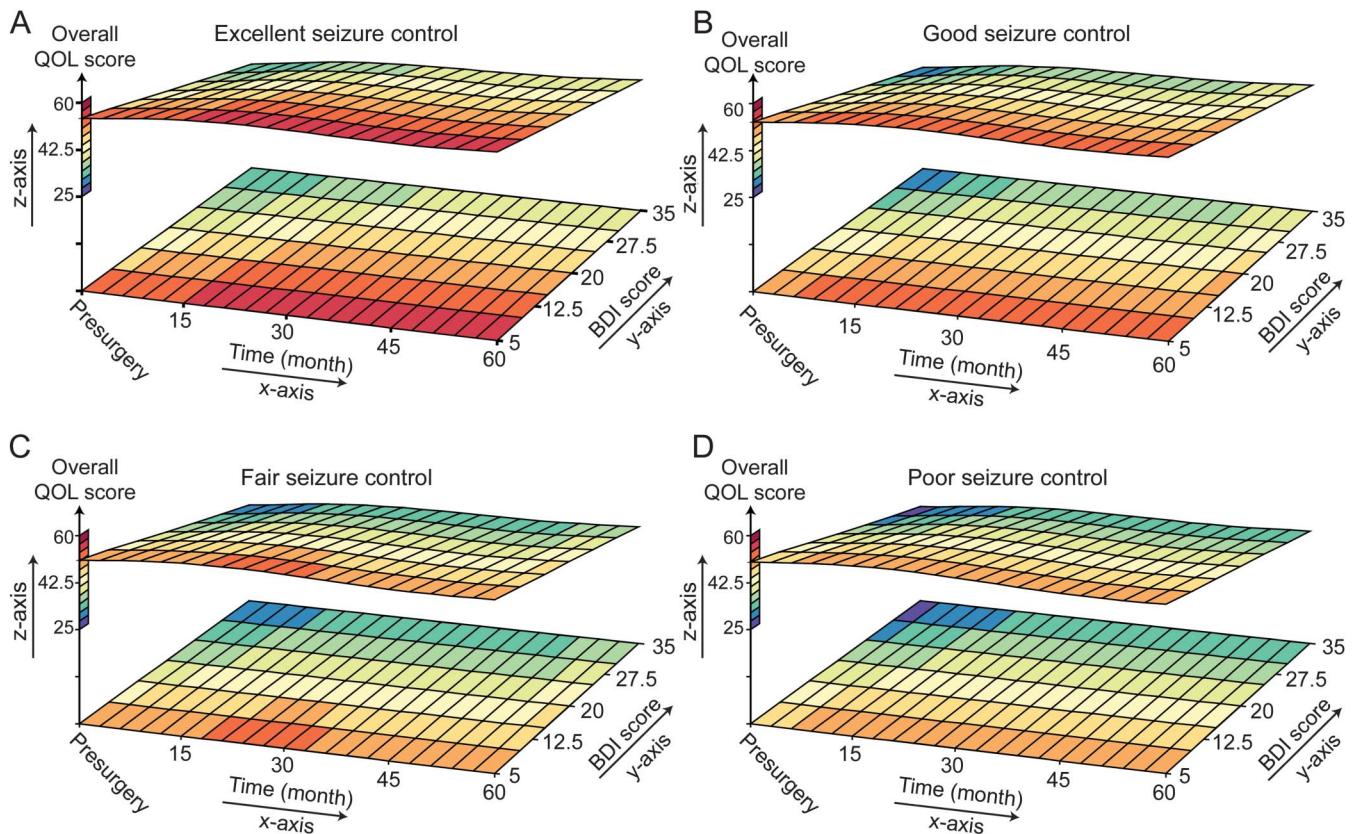 A
Excellent seizure control
Overall
QOL score
60
42.5
25
z-axis
Presurgery
15
30
45
60
Time (month)
x-axis
5
12.5
20
27.5
35
BDI score
y-axis
B
Good seizure control
Overall
QOL score
60
42.5
25
z-axis
Presurgery
15
30
45
60
Time (month)
x-axis
5
12.5
20
27.5
35
BDI score
y-axis
C
Fair seizure control
Overall
QOL score
60
42.5
25
z-axis
Presurgery
15
30
45
60
Time (month)
x-axis
5
12.5
20
27.5
35
BDI score
y-axis
D
Poor seizure control
Overall
QOL score
60
42.5
25
z-axis
Presurgery
15
30
45
60
Time (month)
x-axis
5
12.5
20
27.5
35
BDI score
y-axis